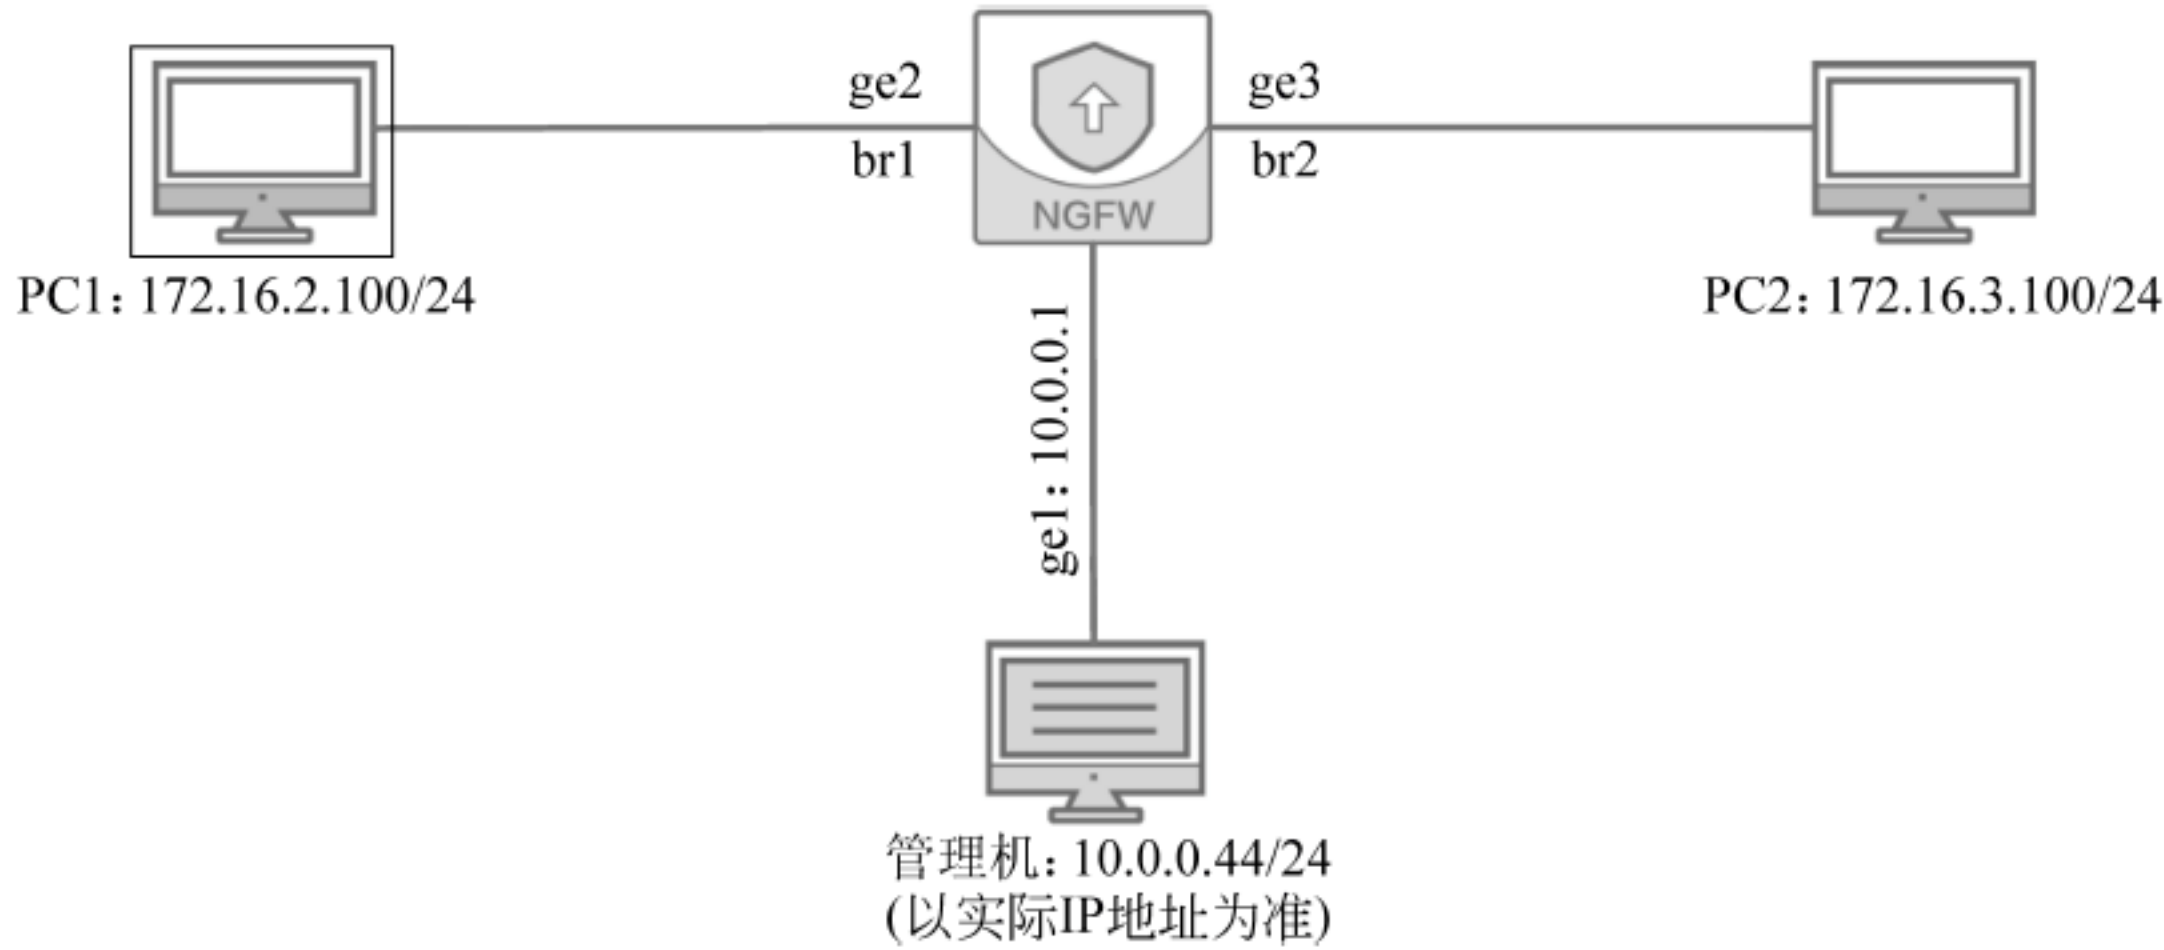 ge2
br1
NGFW
ge3
br2
PC1：172.16.2.100/24
PC2：172.16.3.100/24
ge1：10.0.0.1
管理机：10.0.0.44/24
(以实际IP地址为准)